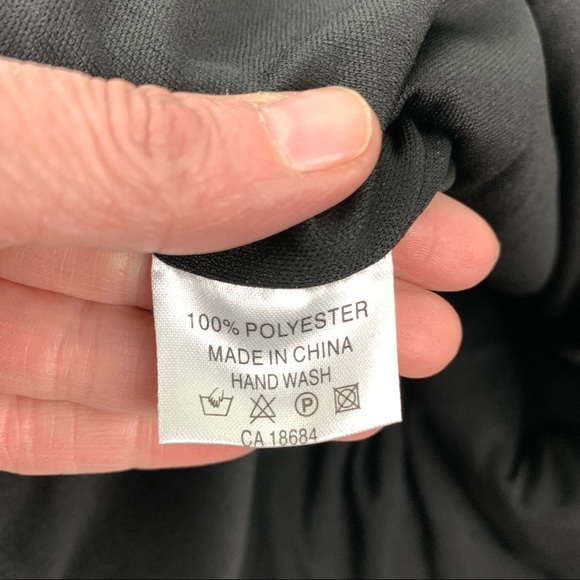 100% POLYESTER
MADE IN CHINA
HAND WASH
P
CA 18684